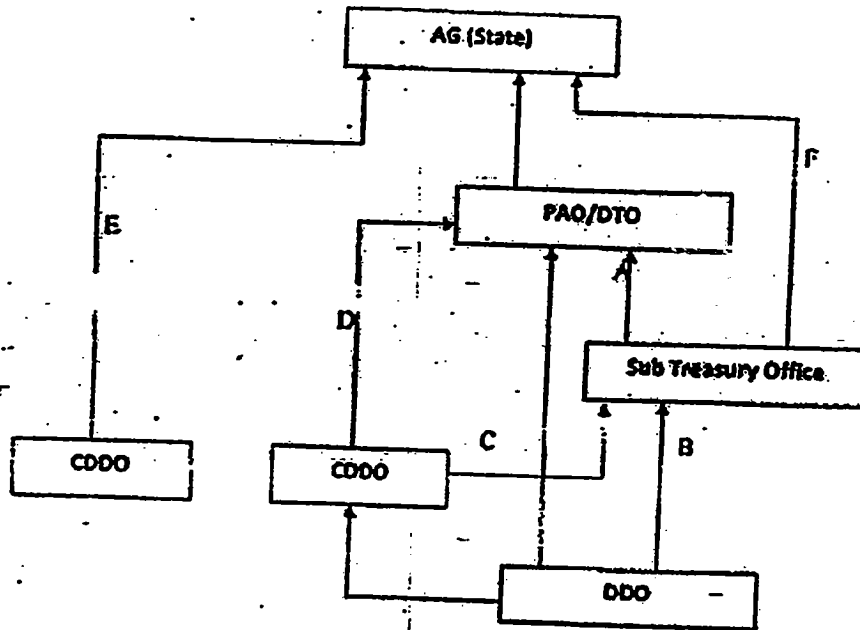 AG (State)
F
PAO/DTO
E
A
D
Sub Treasury Office
C
B
CDDO
CDDO
DDO